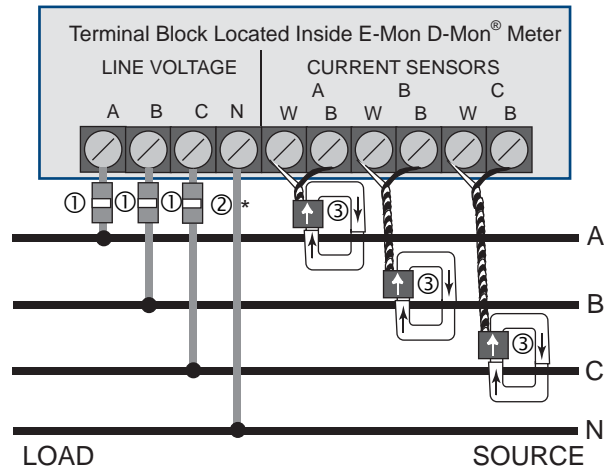 Terminal Block Located Inside E-Mon D-Mon® Meter
LINE VOLTAGE CURRENT SENSORS
A B C
A B C N W B W B W B
① ① ① ② * ③
A
③
B
③
C
N
LOAD SOURCE